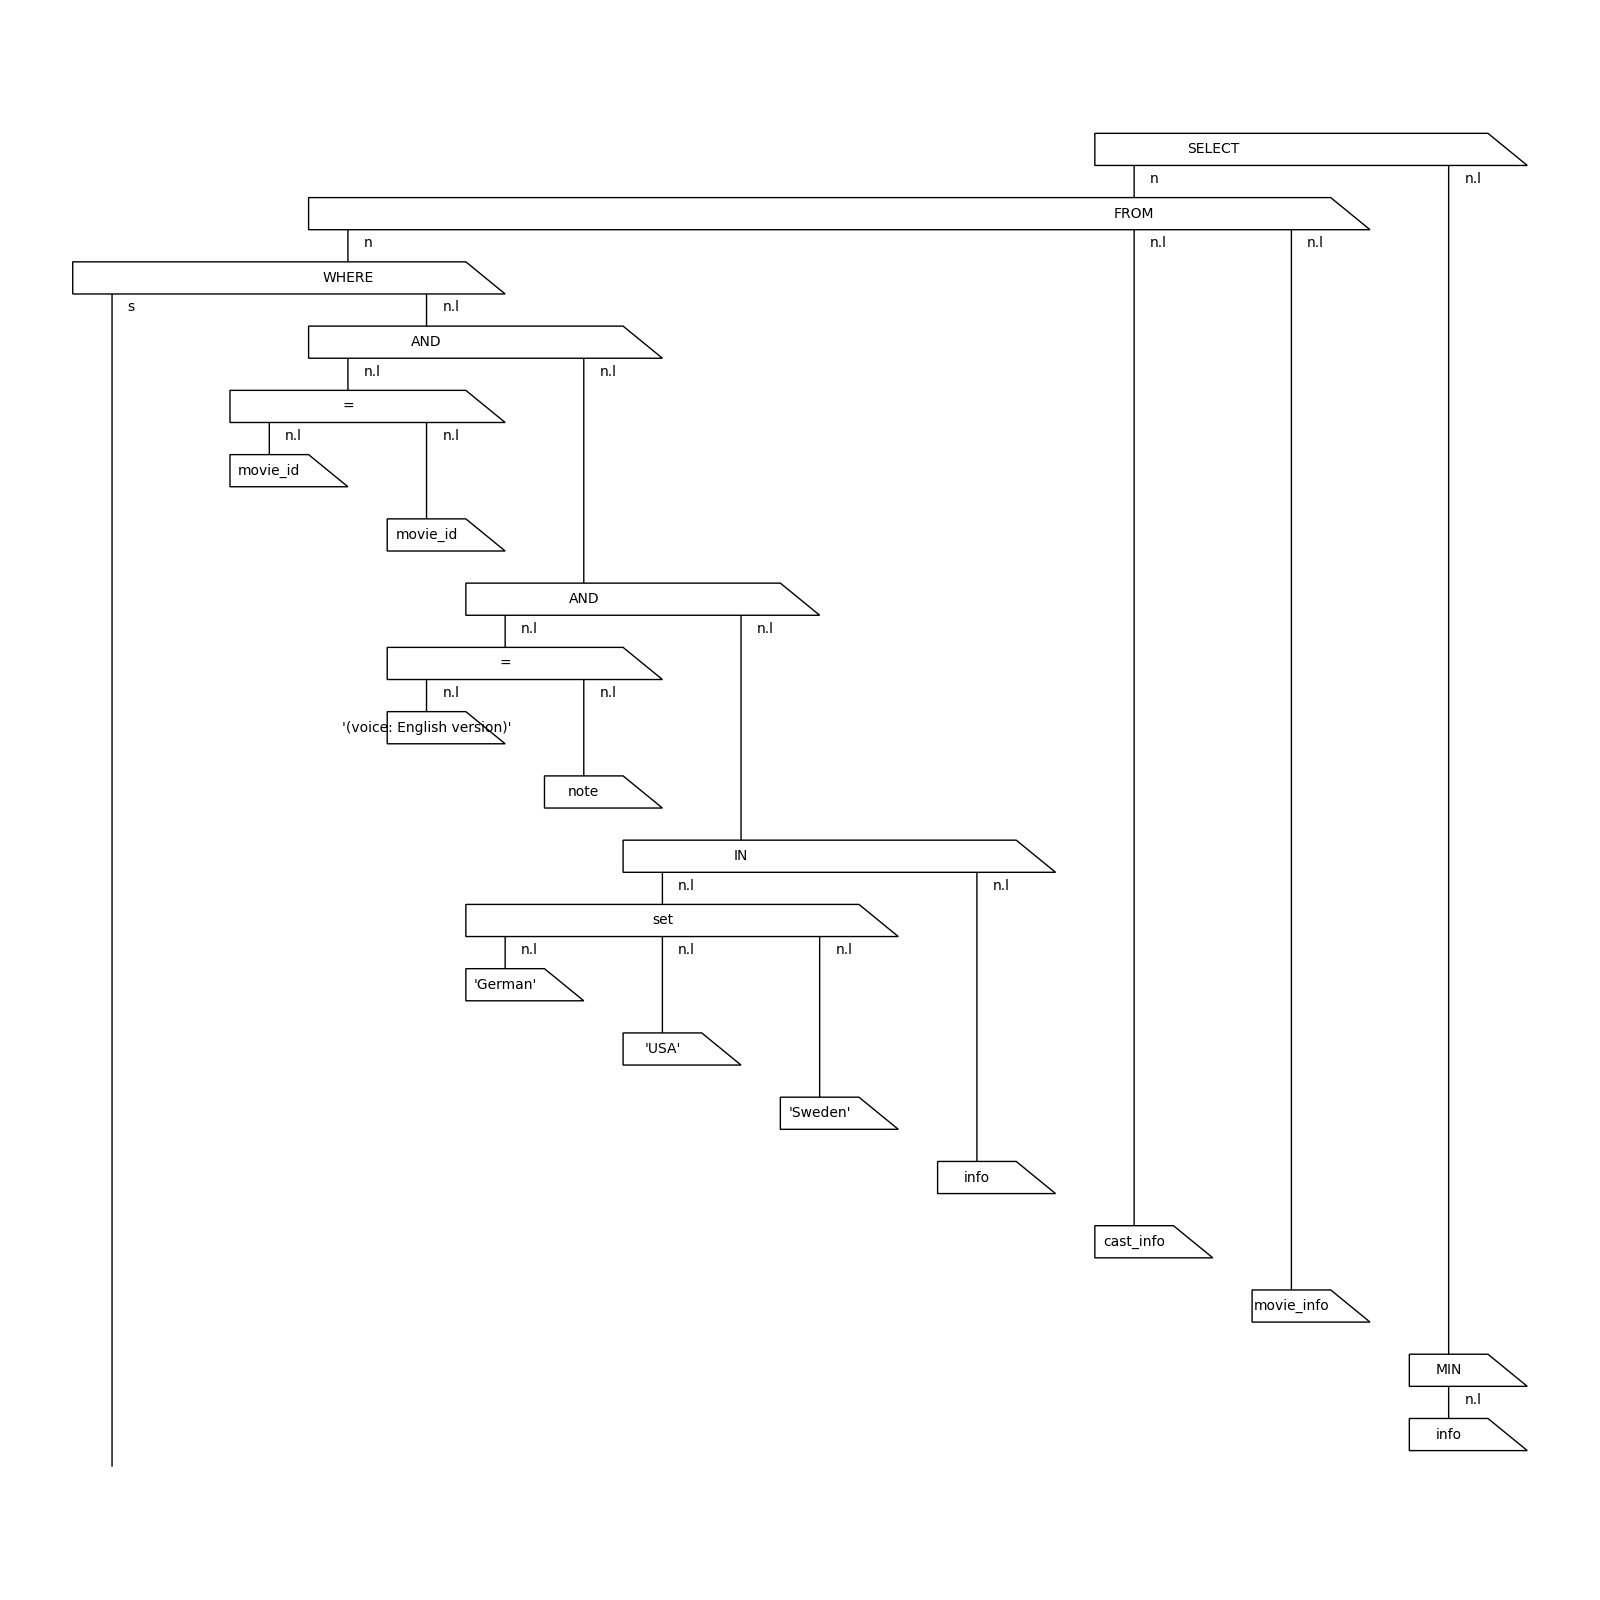 SELECT
n n.l
FROM
n n.l n.l
WHERE
s n.l
AND
n.l n.l
=
n.l n.l
movie_id
movie_id
AND
n.l n.l
=
n.l n.l
'(voice: English version)'
note
IN
n.l n.l
set
n.l n.l n.l
'German'
'USA'
'Sweden'
info
cast_info
movie_info
MIN
n.l
info